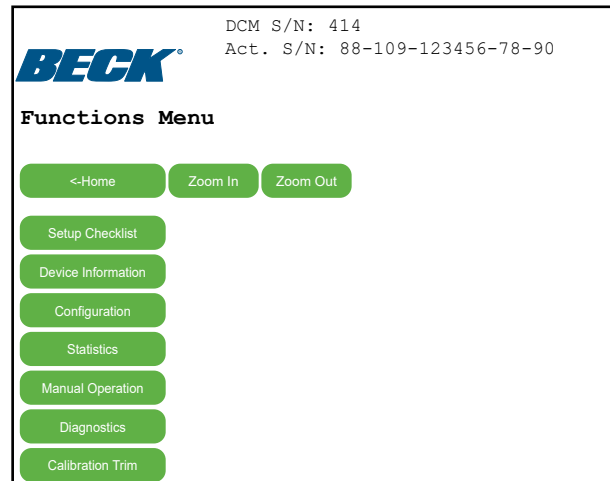 DCM S/N: 414
Act. S/N: 88-109-123456-78-90
BECK®
Functions Menu
<-Home Zoom In Zoom Out
Setup Checklist
Device Information
Configuration
Statistics
Manual Operation
Diagnostics
Calibration Trim